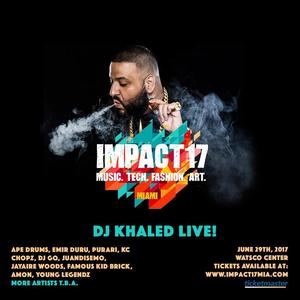 IMPACT17
MUSIC. TECH. FASHION. ART.
MIAMI
DJ KHALED LIVE!
APE DRUMS, EMIR DURU, PURARI, KC
CHOPZ, DJ GO, JUANDISEMO,
JAYAIRE WOODS, FAMOUS KID BRICK,
AMON, YOUNG LEGENDZ
MORE ARTISTS T.B.A.
JUNE 29TH, 2017
WATSCO CENTER
TICKETS AVAILABLE AT:
WWW.IMPACT17MIA.COM
ticketmaster